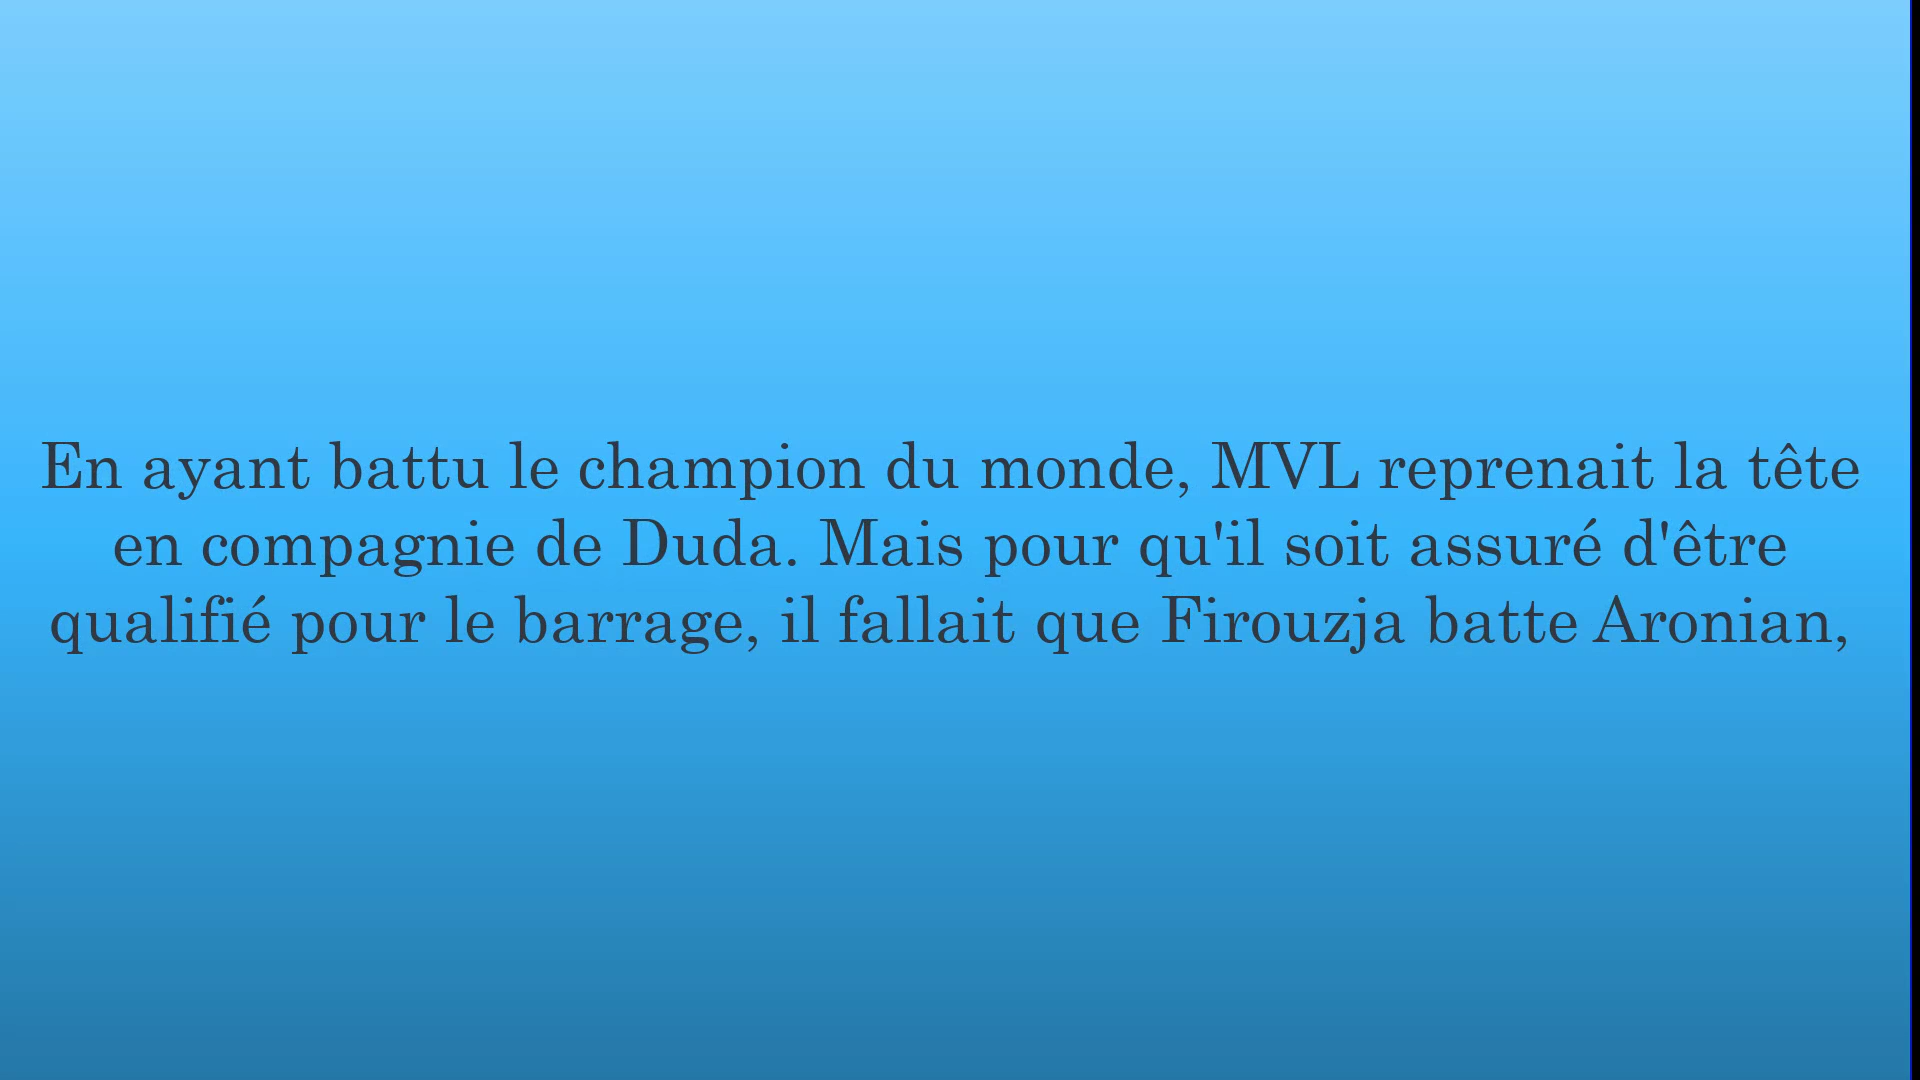 En ayant battu le champion du monde, MVL reprenait la tête
en compagnie de Duda. Mais pour qu'il soit assuré d'être
qualifié pour le barrage, il fallait que Firouzja batte Aronian,